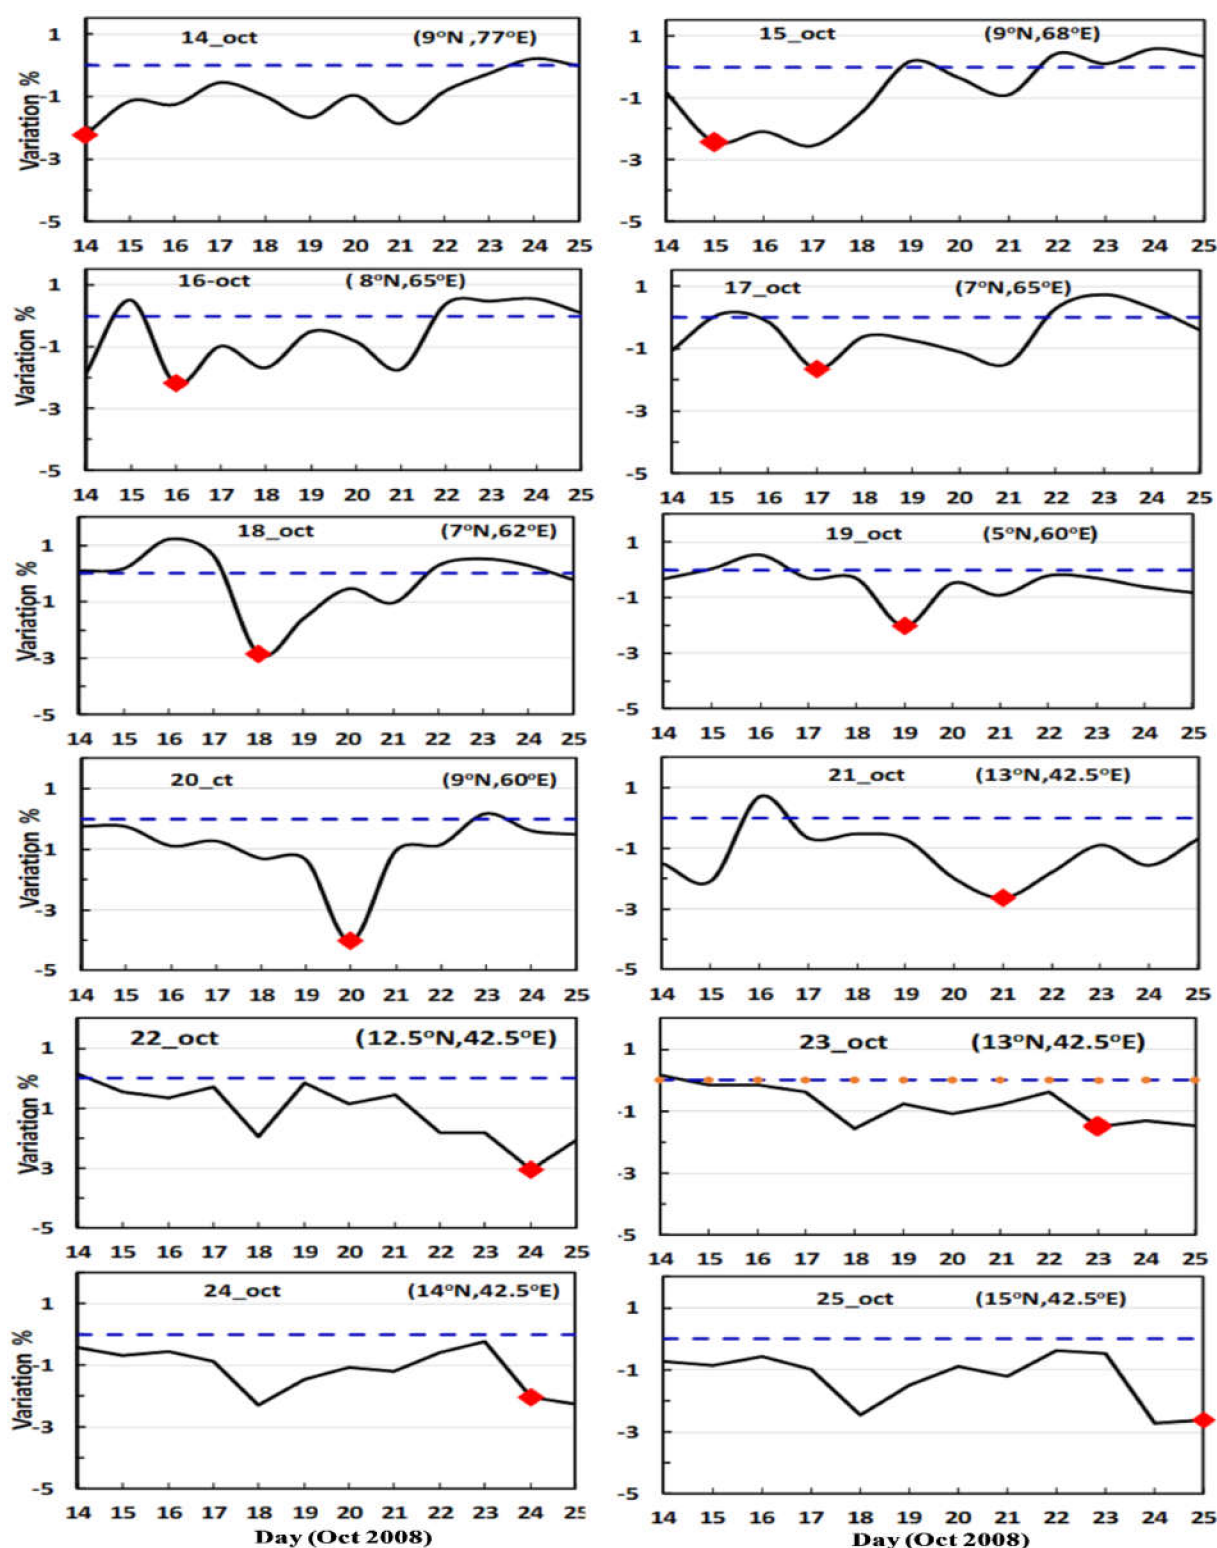 14_oct (9°N ,77°E)
Variation %
1
-1
-3
-5
14 15 16 17 18 19 20 21 22 23 24 25
15_oct (9°N,68°E)
1
-1
-3
-5
14 15 16 17 18 19 20 21 22 23 24 25
16-oct ( 8°N,65°E)
Variation %
1
-1
-3
-5
14 15 16 17 18 19 20 21 22 23 24 25
17_oct (7°N,65°E)
1
-1
-3
-5
14 15 16 17 18 19 20 21 22 23 24 25
18_oct (7°N,62°E)
Variation %
1
-1
-3
-5
14 15 16 17 18 19 20 21 22 23 24 25
19_oct (5°N,60°E)
1
-1
-3
-5
14 15 16 17 18 19 20 21 22 23 24 25
20_ct (9°N,60°E)
Variation %
1
-1
-3
-5
14 15 16 17 18 19 20 21 22 23 24 25
21_oct (13°N,42.5°E)
1
-1
-3
-5
14 15 16 17 18 19 20 21 22 23 24 25
22_oct (12.5°N,42.5°E)
Variation %
1
-1
-3
-5
14 15 16 17 18 19 20 21 22 23 24 25
23_oct (13°N,42.5°E)
1
-1
-3
-5
14 15 16 17 18 19 20 21 22 23 24 25
24_oct (14°N,42.5°E)
Variation %
1
-1
-3
-5
14 15 16 17 18 19 20 21 22 23 24 25
Day (Oct 2008)
25_oct (15°N,42.5°E)
1
-1
-3
-5
14 15 16 17 18 19 20 21 22 23 24 25
Day (Oct 2008)